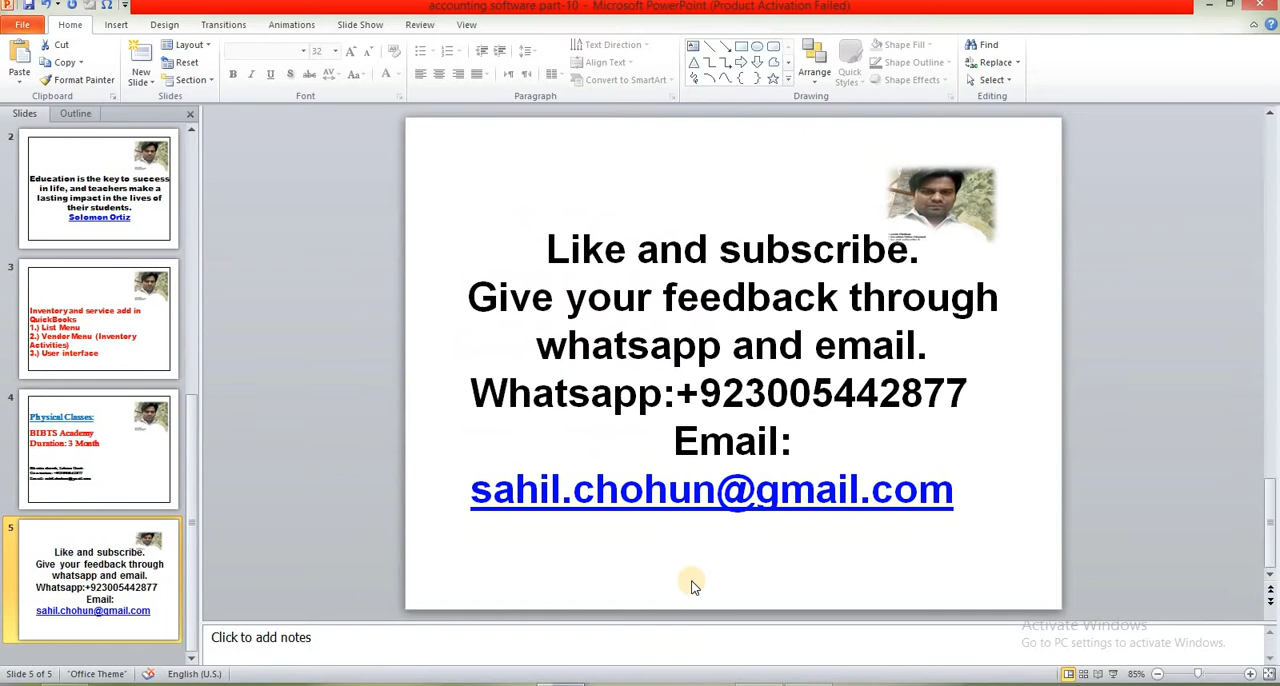 accounting software part-10 - Microsoft PowerPoint (Product Activation Failed)
File Home Insert Design Transitions Animations Slide Show Review View
Paste
Cut
Copy
Format Painter
Clipboard
New Slide
Layout
Reset
Section
Slides
32
Font
Paragraph
Text Direction
Align Text
Convert to SmartArt
Arrange
Quick Styles
Shape Fill
Shape Outline
Shape Effects
Drawing
Find
Replace
Select
Editing
Slides Outline
2
Education is the key to success
in life, and teachers make a
lasting impact in the lives of
their students.
Solomon Ortiz
3
Inventory and service add in
QuickBooks
1.) List Menu
2.) Vendor Menu (Inventory
Activities)
3.) User interface
4
Physical Classes:
BIBTS Academy
Duration: 3 Month
5
Like and subscribe.
Give your feedback through
whatsapp and email.
Whatsapp:+923005442877
Email:
sahil.chohun@gmail.com
Like and subscribe.
Give your feedback through
whatsapp and email.
Whatsapp:+923005442877
Email:
sahil.chohun@gmail.com
Click to add notes
Activate Windows
Go to PC settings to activate Windows.
Slide 5 of 5 "Office Theme" English (U.S.) 85%